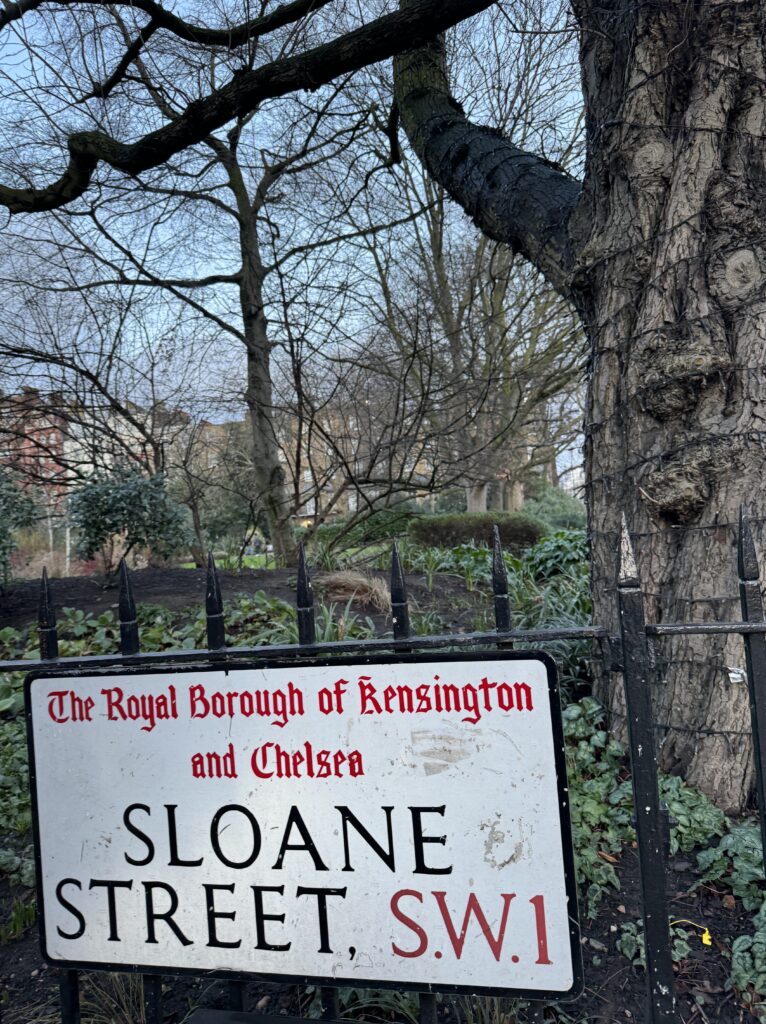 The Royal Borough of Kensington
and Chelsea
SLOANE
STREET, S.W.1